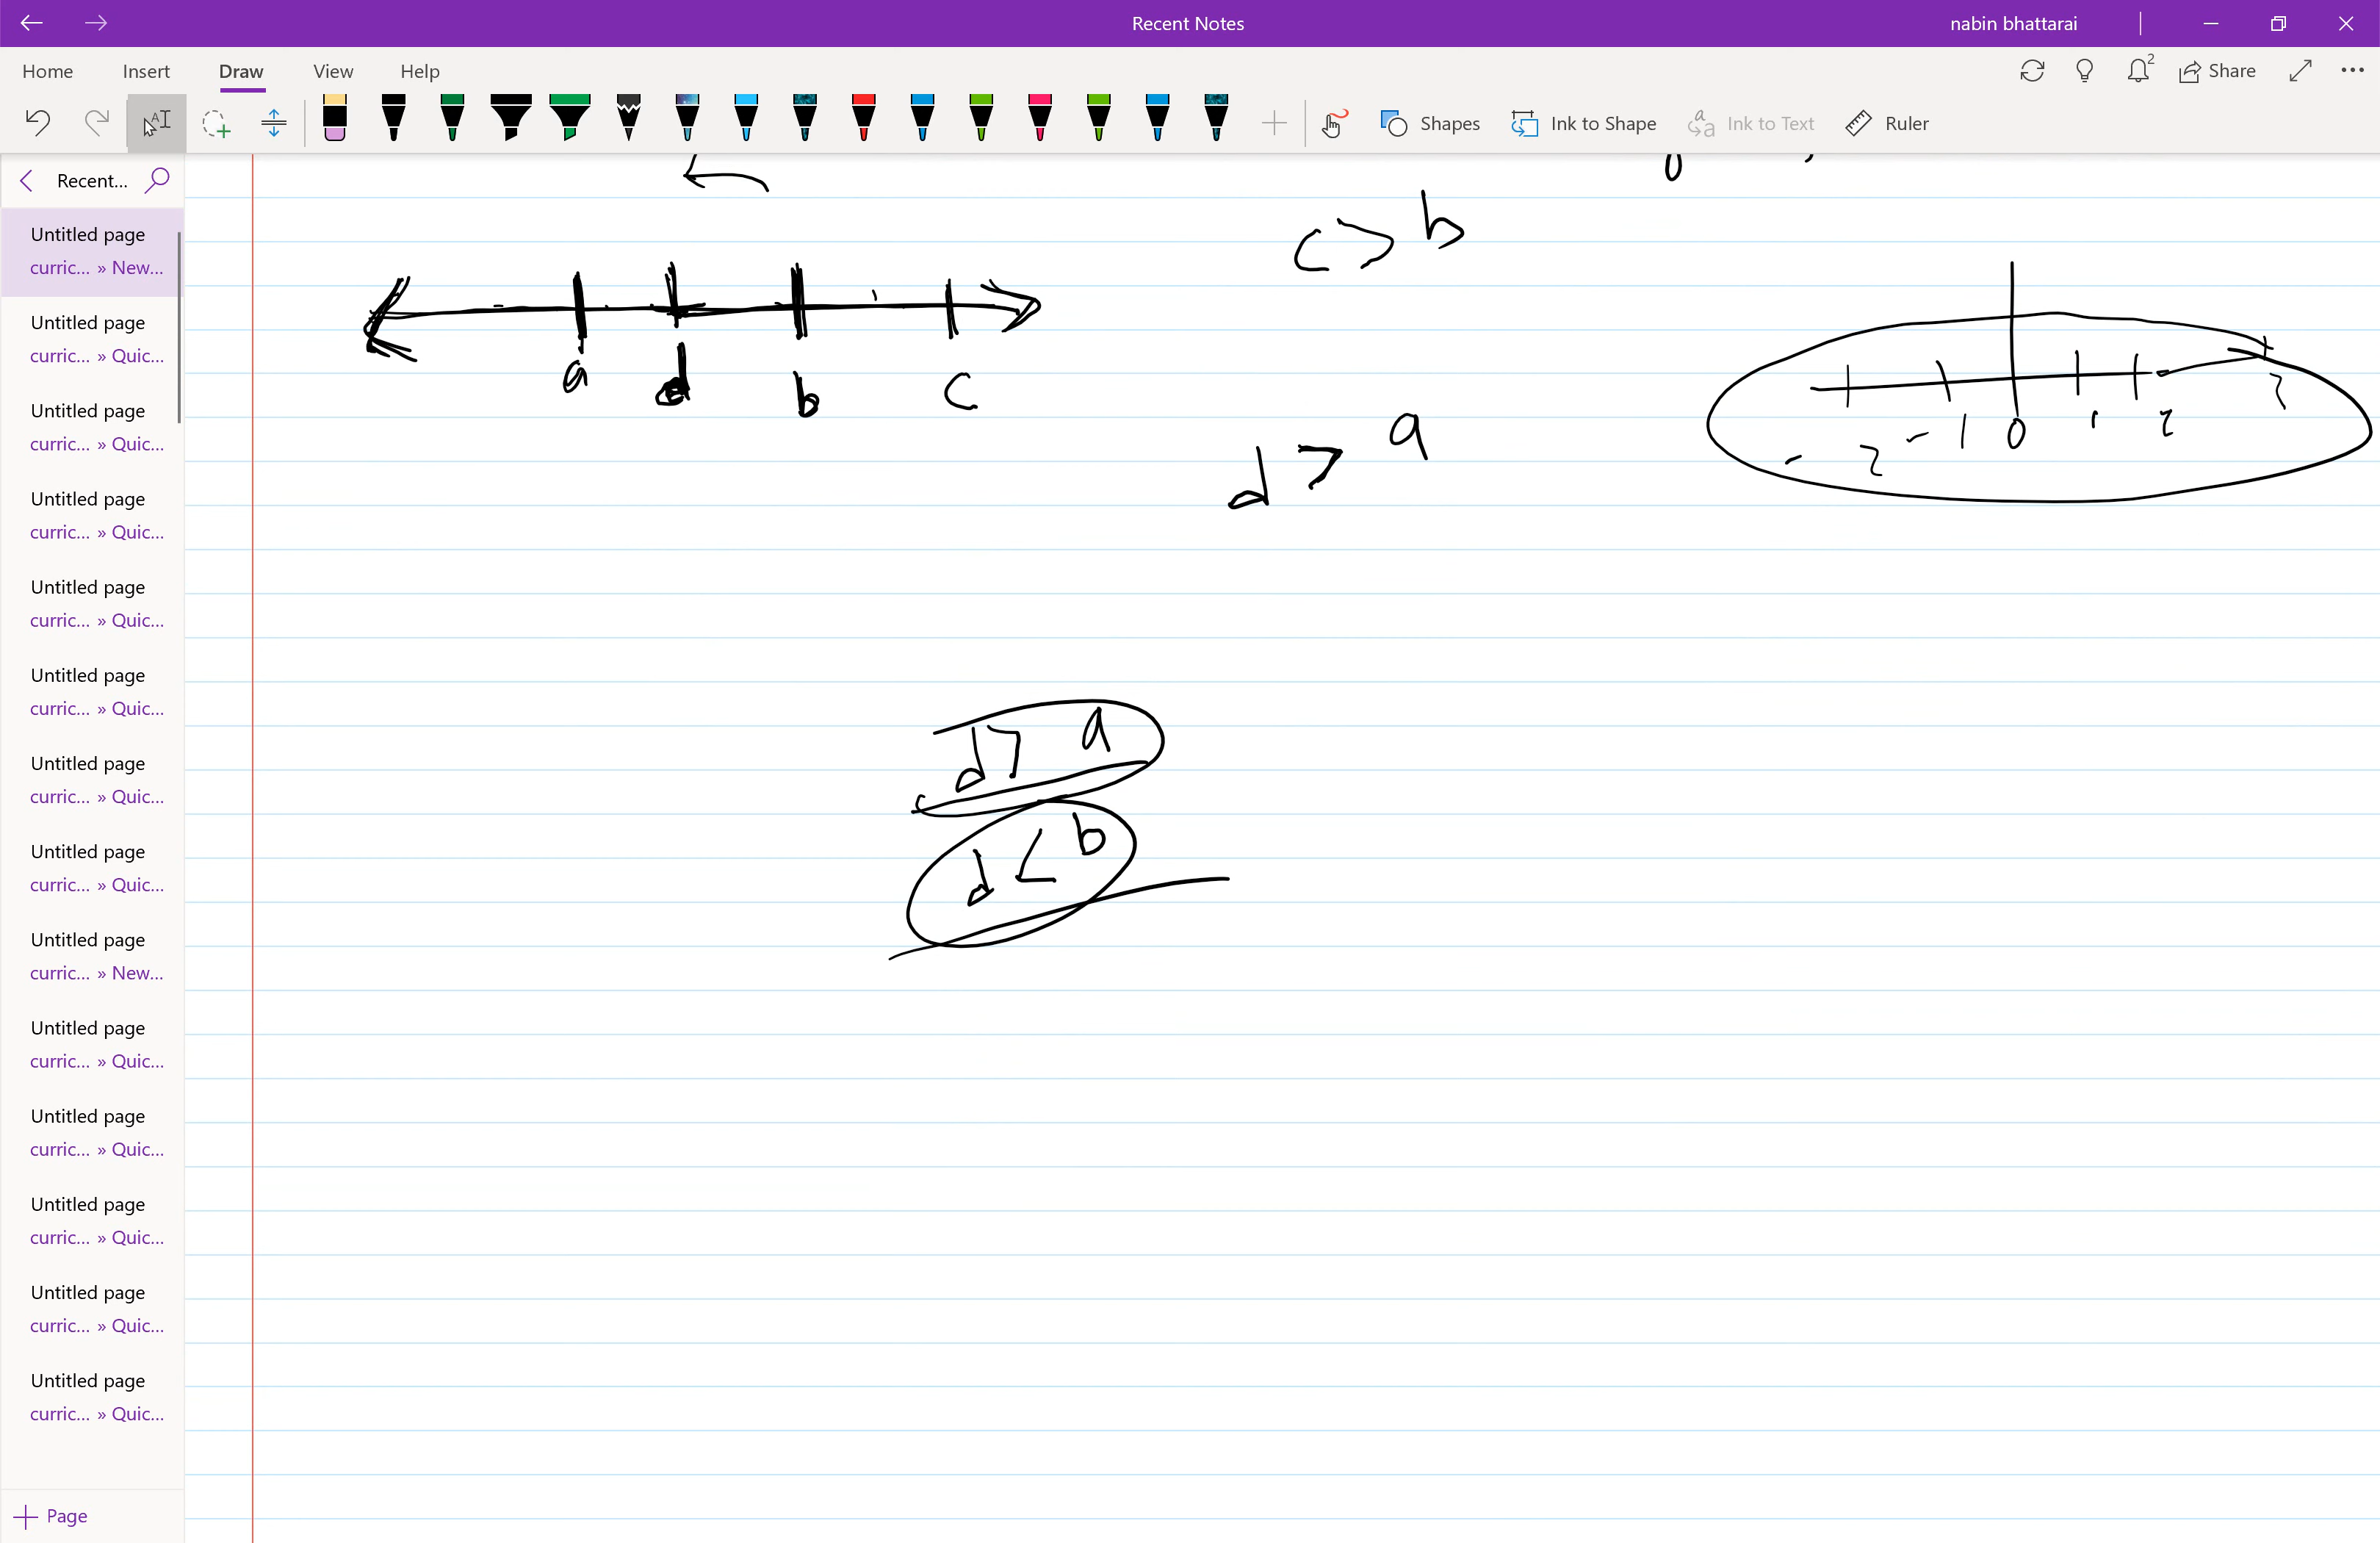 Recent Notes
nabin bhattarai
Home Insert Draw View Help
2 Share
Shapes Ink to Shape Ink to Text Ruler
Recent...
Untitled page
curric... » New...
Untitled page
curric... » Quic...
Untitled page
curric... » Quic...
Untitled page
curric... » Quic...
Untitled page
curric... » Quic...
Untitled page
curric... » Quic...
Untitled page
curric... » Quic...
Untitled page
curric... » Quic...
Untitled page
curric... » New...
Untitled page
curric... » Quic...
Untitled page
curric... » Quic...
Untitled page
curric... » Quic...
Untitled page
curric... » Quic...
Untitled page
curric... » Quic...
Page
c > b
a d b c
d > a
-2 -1 0 1 2
d > a
d < b